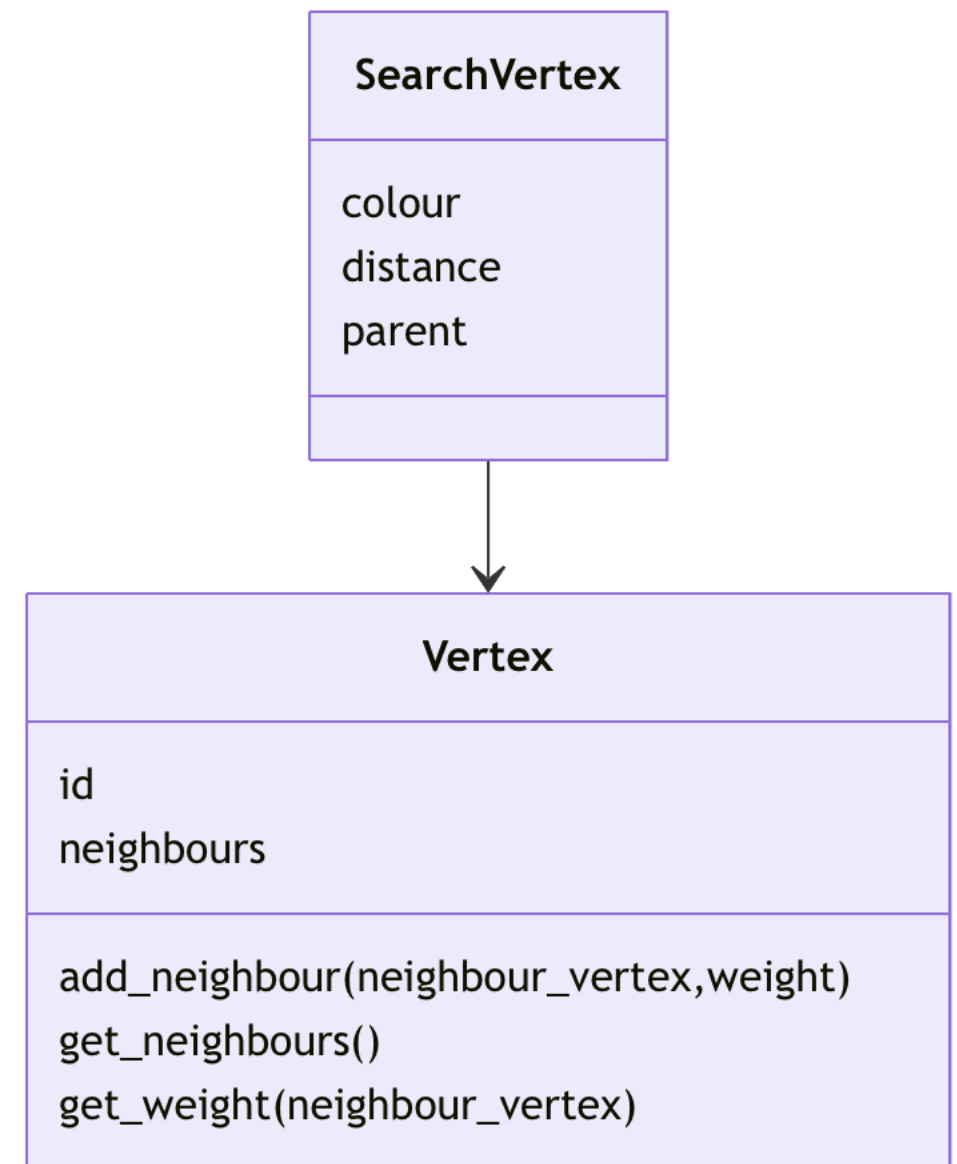 SearchVertex
colour
distance
parent
Vertex
id
neighbours
add_neighbour(neighbour_vertex,weight)
get_neighbours()
get_weight(neighbour_vertex)